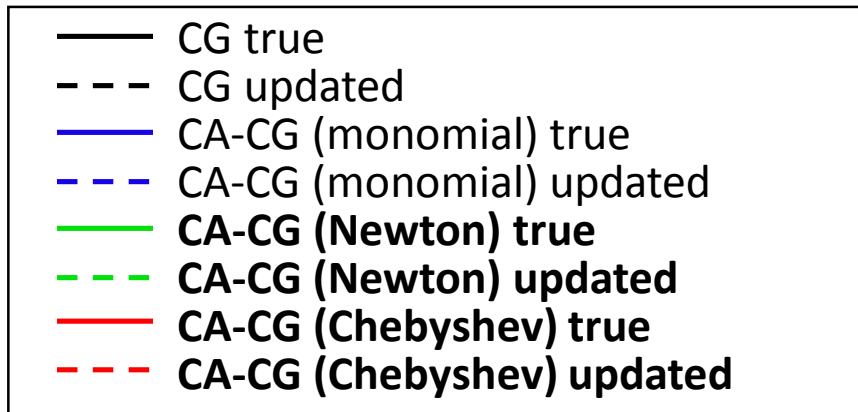 CG true
CG updated
CA-CG (monomial) true
CA-CG (monomial) updated
CA-CG (Newton) true
CA-CG (Newton) updated
CA-CG (Chebyshev) true
CA-CG (Chebyshev) updated